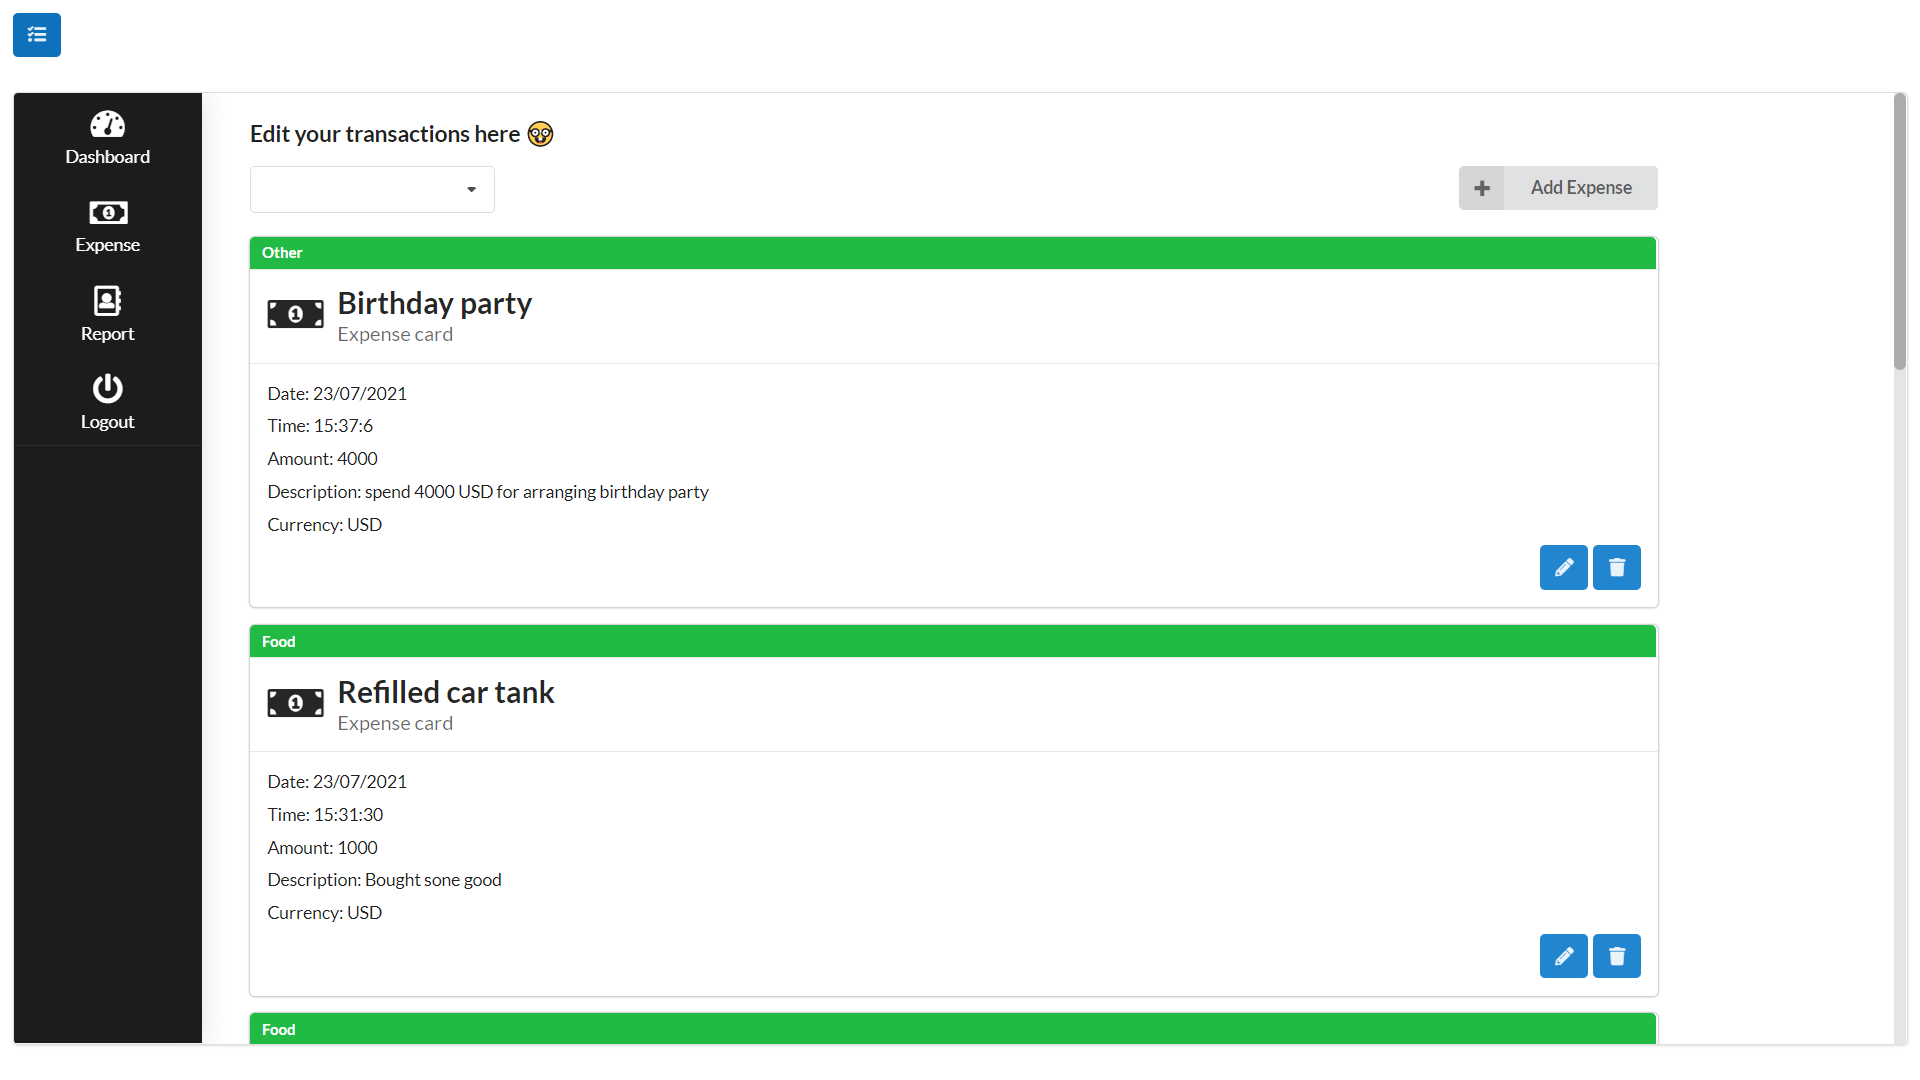 Dashboard
Expense
Report
Logout
Edit your transactions here
Add Expense
Other
Birthday party
Expense card
Date: 23/07/2021
Time: 15:37:6
Amount: 4000
Description: spend 4000 USD for arranging birthday party
Currency: USD
Food
Refilled car tank
Expense card
Date: 23/07/2021
Time: 15:31:30
Amount: 1000
Description: Bought sone good
Currency: USD
Food